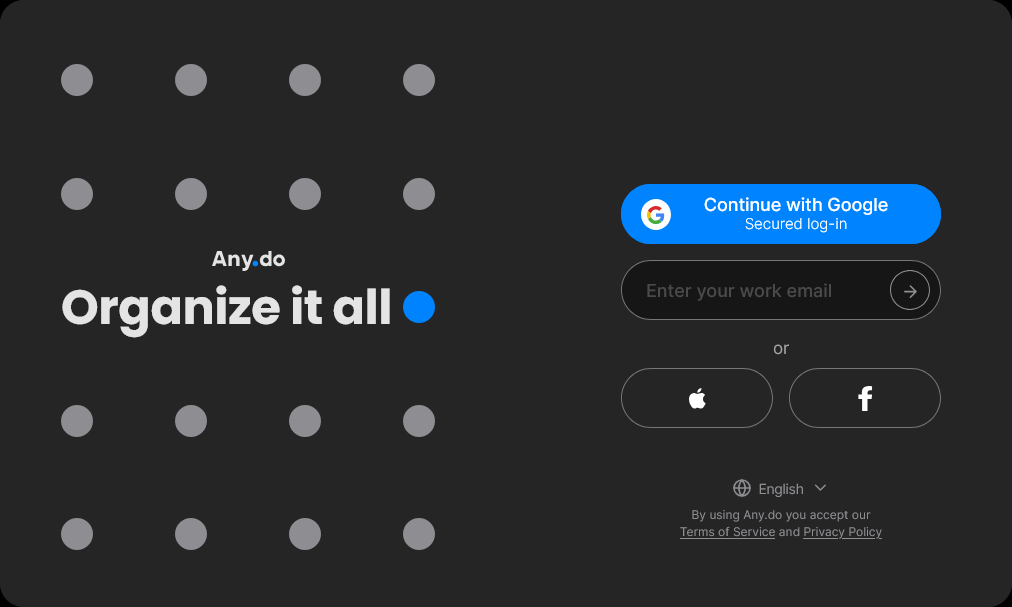 Any.do
Organize it all
Continue with Google
Secured log-in
Enter your work email
or
English
By using Any.do you accept our
Terms of Service and Privacy Policy